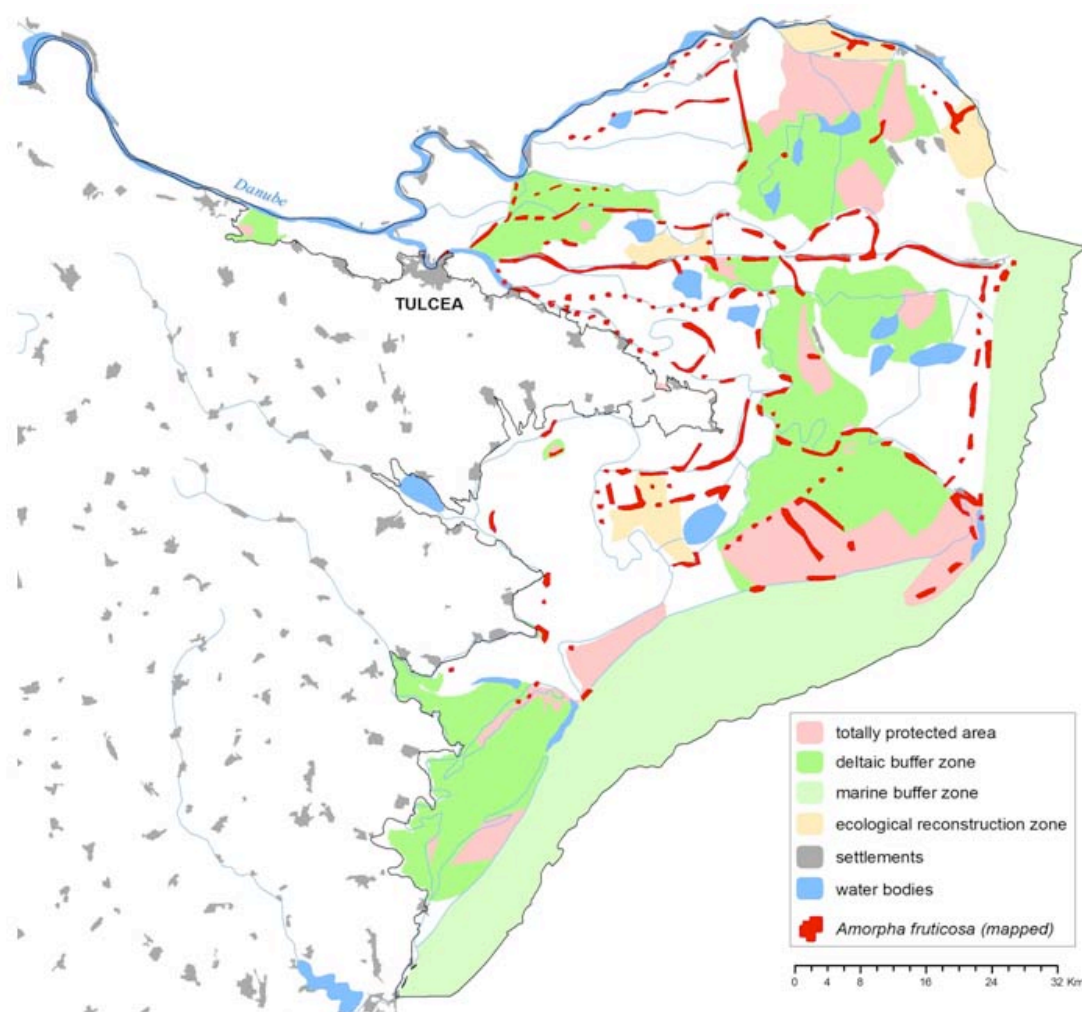 Danube
TULCEA
totally protected area
deltaic buffer zone
marine buffer zone
ecological reconstruction zone
settlements
water bodies
Amorpha fruticosa (mapped)
0 4 8 16 24 32 Km